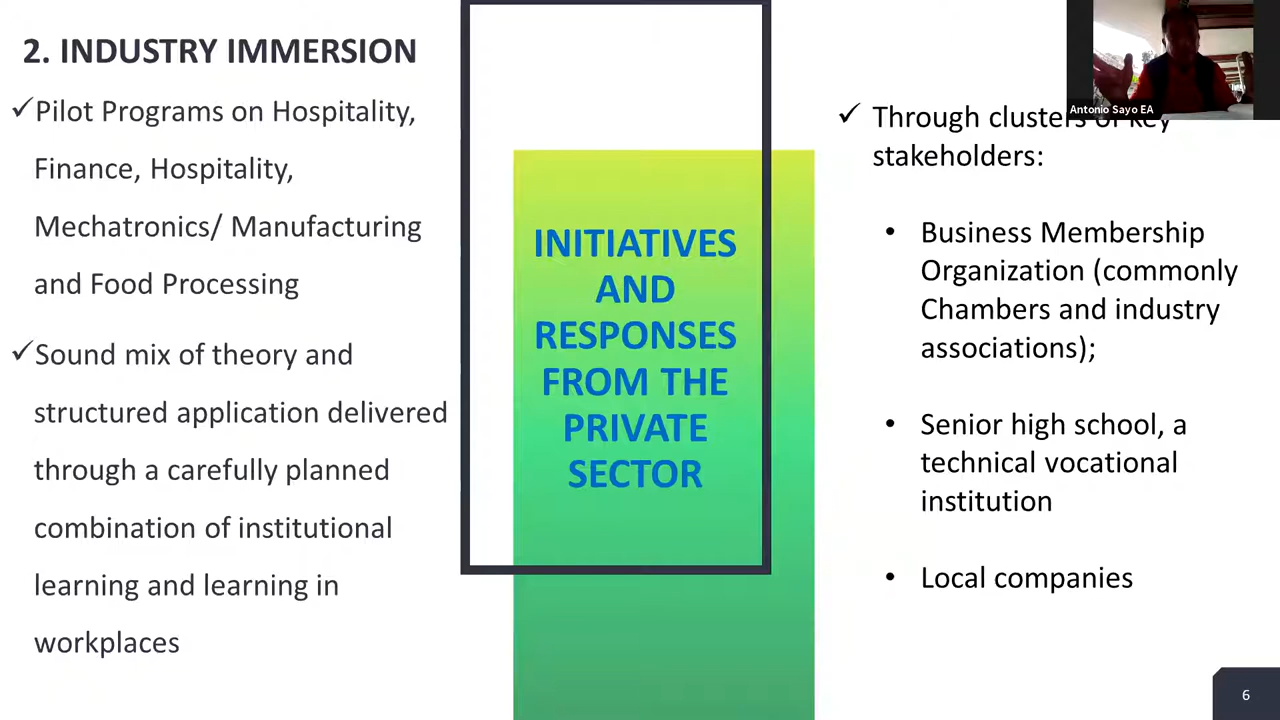 2. INDUSTRY IMMERSION
✓Pilot Programs on Hospitality,
Finance, Hospitality,
Mechatronics/ Manufacturing
and Food Processing
✓Sound mix of theory and
structured application delivered
through a carefully planned
combination of institutional
learning and learning in
workplaces
INITIATIVES
AND
RESPONSES
FROM THE
PRIVATE
SECTOR
Antonio Sayo EA
✓ Through clusters of key
stakeholders:
• Business Membership
Organization (commonly
Chambers and industry
associations);
• Senior high school, a
technical vocational
institution
• Local companies
6